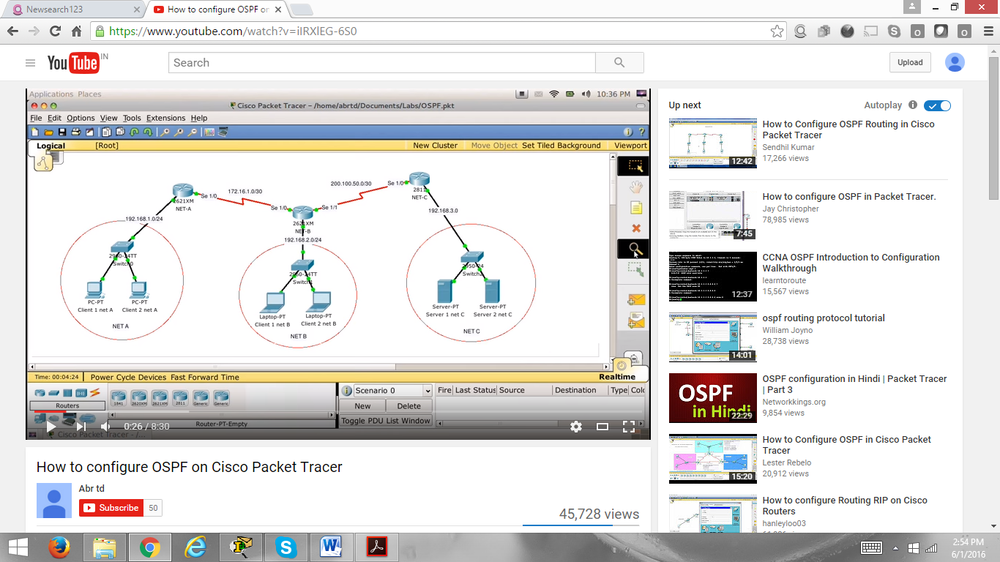 Newsearch123
How to configure OSPF on
https://www.youtube.com/watch?v=iIRXlEG-6S0
YouTube IN
Search
Upload
Applications Places
10:36 PM
Cisco Packet Tracer – /home/abrtd/Documents/Labs/OSPF.pkt
File Edit Options View Tools Extensions Help
Logical
[Root]
New Cluster
Move Object
Set Tiled Background
Viewport
200.100.50.0/30
Se 1/0
2811
NET-C
172.16.1.0/30
2621XM
NET-A
Se 1/0
Se 1/0
Se 1/1
192.168.3.0
192.168.1.0/24
2621XM
NET-B
192.168.2.0/24
2950-24TT
Switch0
2950-24TT
Switch1
2950-24
Switch2
PC-PT
Client 1 net A
PC-PT
Client 2 net A
NET A
Laptop-PT
Client 1 net B
Laptop-PT
Client 2 net B
NET B
Server-PT
Server 1 net C
Server-PT
Server 2 net C
NET C
Time: 00:04:24
Power Cycle Devices Fast Forward Time
Realtime
Routers
1841
2620XM
2621XM
2811
Generic
Generic
Router-PT-Empty
Scenario 0
New
Delete
Toggle PDU List Window
Fire
Last Status
Source
Destination
Type
Colo
0:26 / 8:30
Cisco Packet Tracer - /...
How to configure OSPF on Cisco Packet Tracer
Abr td
Subscribe
50
45,728 views
Up next
Autoplay
12:42
How to Configure OSPF Routing in Cisco
Packet Tracer
Sendhil Kumar
17,266 views
7:45
How to configure OSPF in Packet Tracer.
Jay Christopher
78,985 views
12:37
CCNA OSPF Introduction to Configuration
Walkthrough
learntoroute
15,567 views
14:01
ospf routing protocol tutorial
William Joyno
28,738 views
OSPF
in Hindi
22:29
OSPF configuration in Hindi | Packet Tracer
| Part 3
Networkkings.org
9,854 views
15:20
How to Configure OSPF in Cisco Packet
Tracer
Lester Rebelo
20,912 views
How to configure Routing RIP on Cisco
Routers
hanleyloo03
2:54 PM
6/1/2016